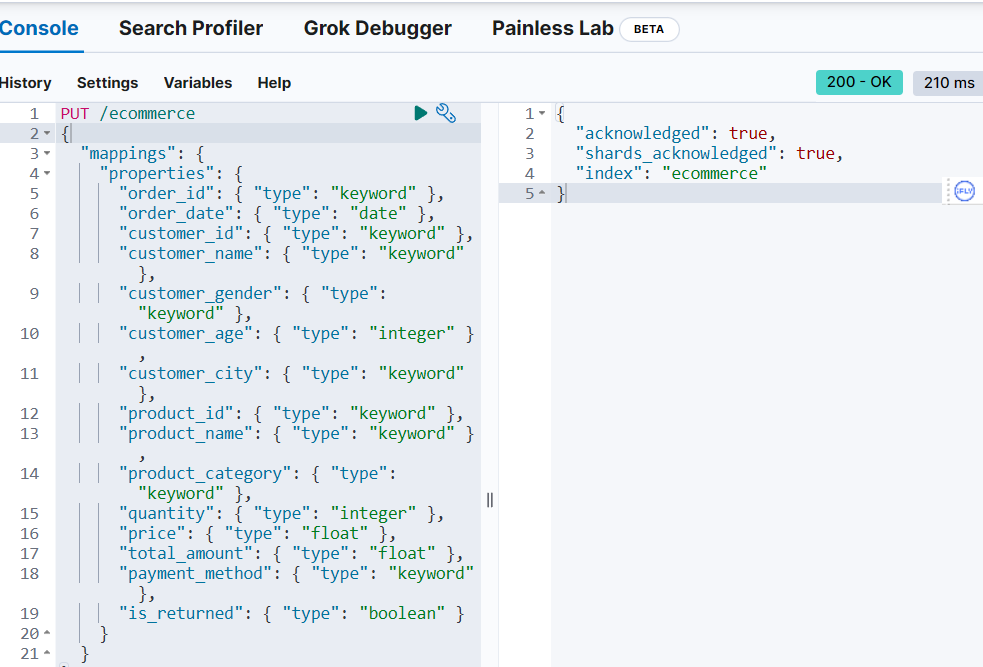 Console Search Profiler Grok Debugger Painless Lab BETA
History Settings Variables Help 200 - OK 210 ms
1 PUT /ecommerce
2 {
3 "mappings": {
4 "properties": {
5 "order_id": { "type": "keyword" },
6 "order_date": { "type": "date" },
7 "customer_id": { "type": "keyword" },
8 "customer_name": { "type": "keyword"
},
9 "customer_gender": { "type":
"keyword" },
10 "customer_age": { "type": "integer" }
,
11 "customer_city": { "type": "keyword"
},
12 "product_id": { "type": "keyword" },
13 "product_name": { "type": "keyword" }
,
14 "product_category": { "type":
"keyword" },
15 "quantity": { "type": "integer" },
16 "price": { "type": "float" },
17 "total_amount": { "type": "float" },
18 "payment_method": { "type": "keyword"
},
19 "is_returned": { "type": "boolean" }
20 }
21 }
1 {
2 "acknowledged": true,
3 "shards_acknowledged": true,
4 "index": "ecommerce"
5 }